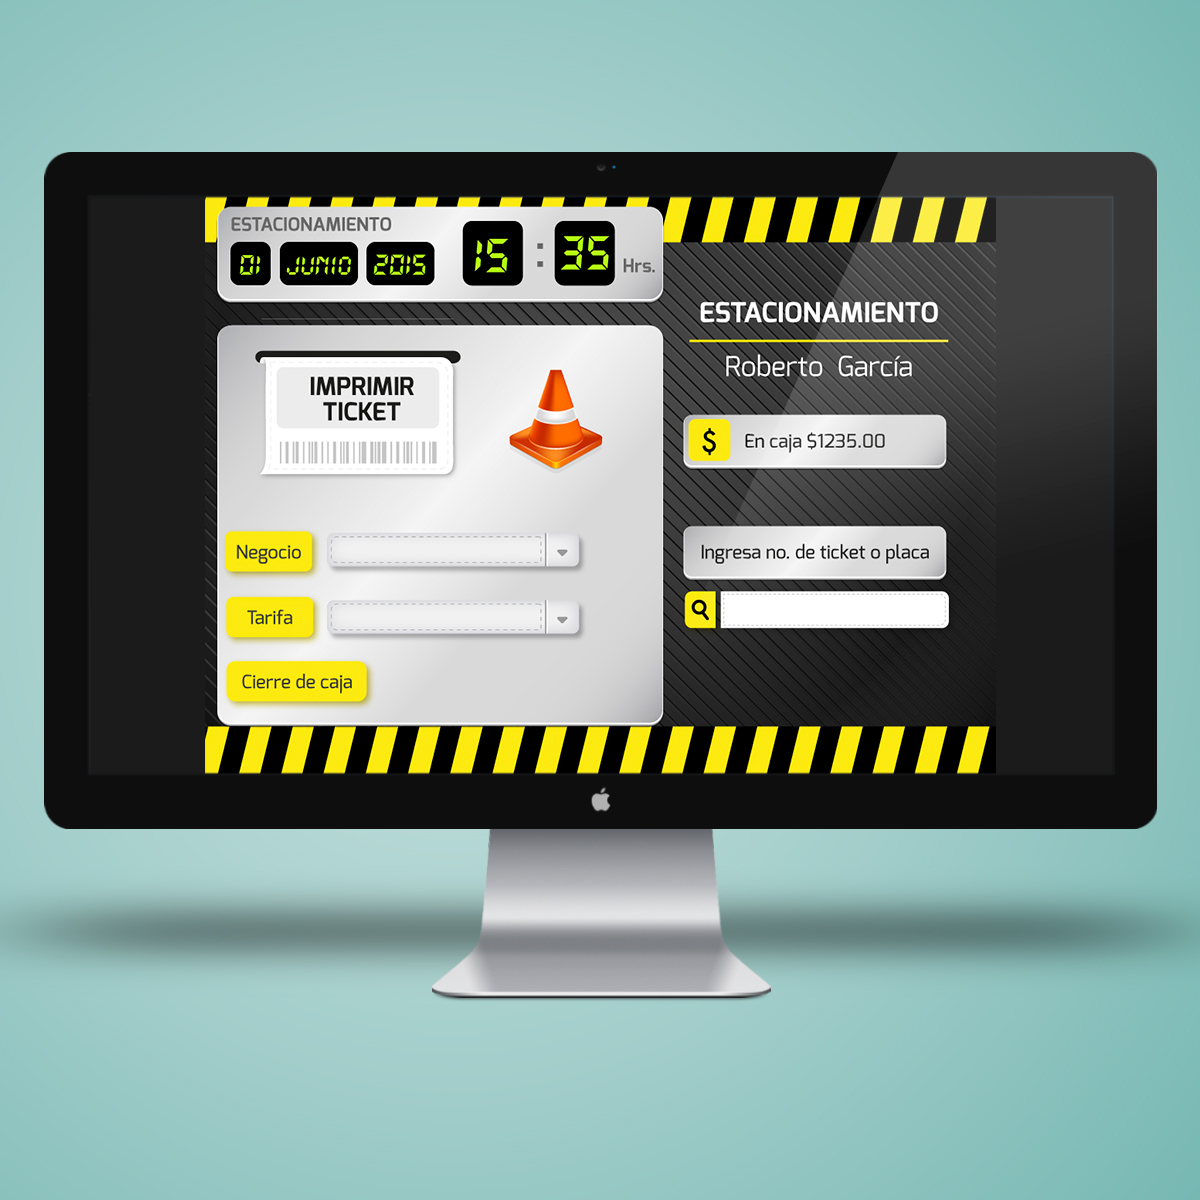 ESTACIONAMIENTO
01 JUNIO 2015 15 : 35 Hrs.
IMPRIMIR
TICKET
Negocio
Tarifa
Cierre de caja
ESTACIONAMIENTO
Roberto García
$ En caja $1235.00
Ingresa no. de ticket o placa